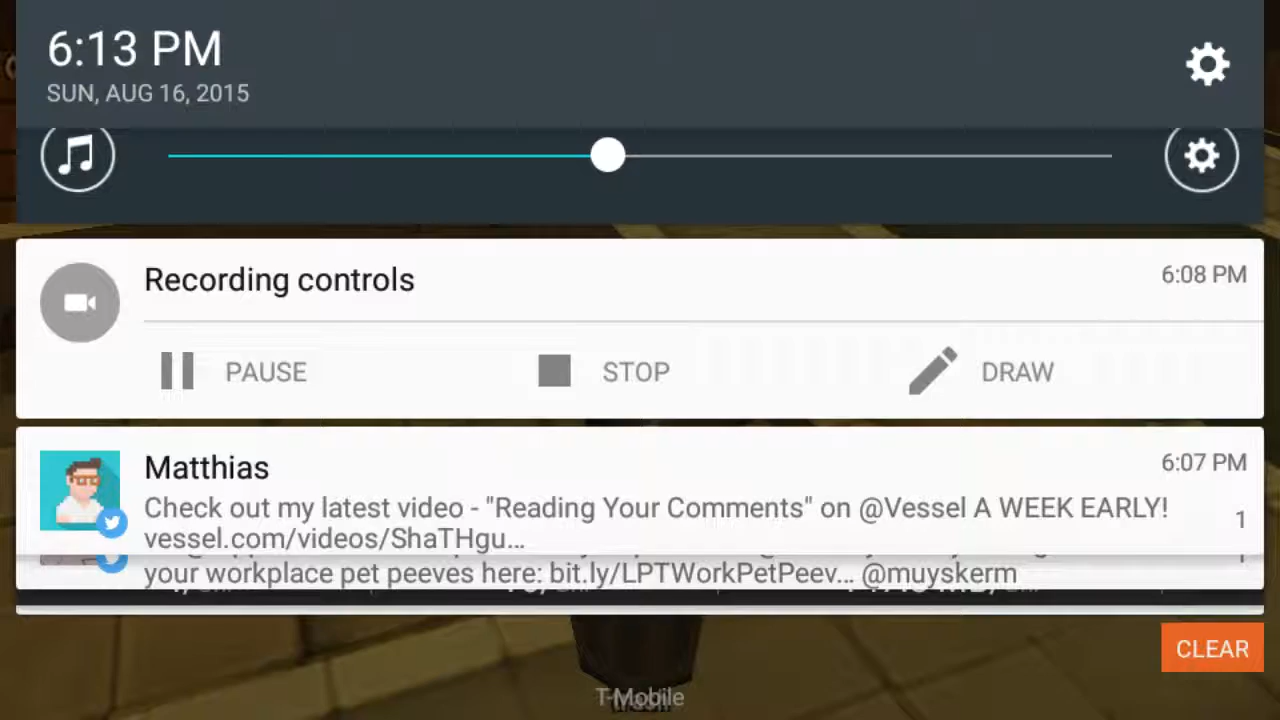 6:13 PM
SUN, AUG 16, 2015
Recording controls
6:08 PM
PAUSE
STOP
DRAW
Matthias
6:07 PM
Check out my latest video - "Reading Your Comments" on @Vessel A WEEK EARLY!
1
vessel.com/videos/ShaTHgu...
your workplace pet peeves here: bit.ly/LPTWorkPetPeev... @muyskerm
CLEAR
T-Mobile